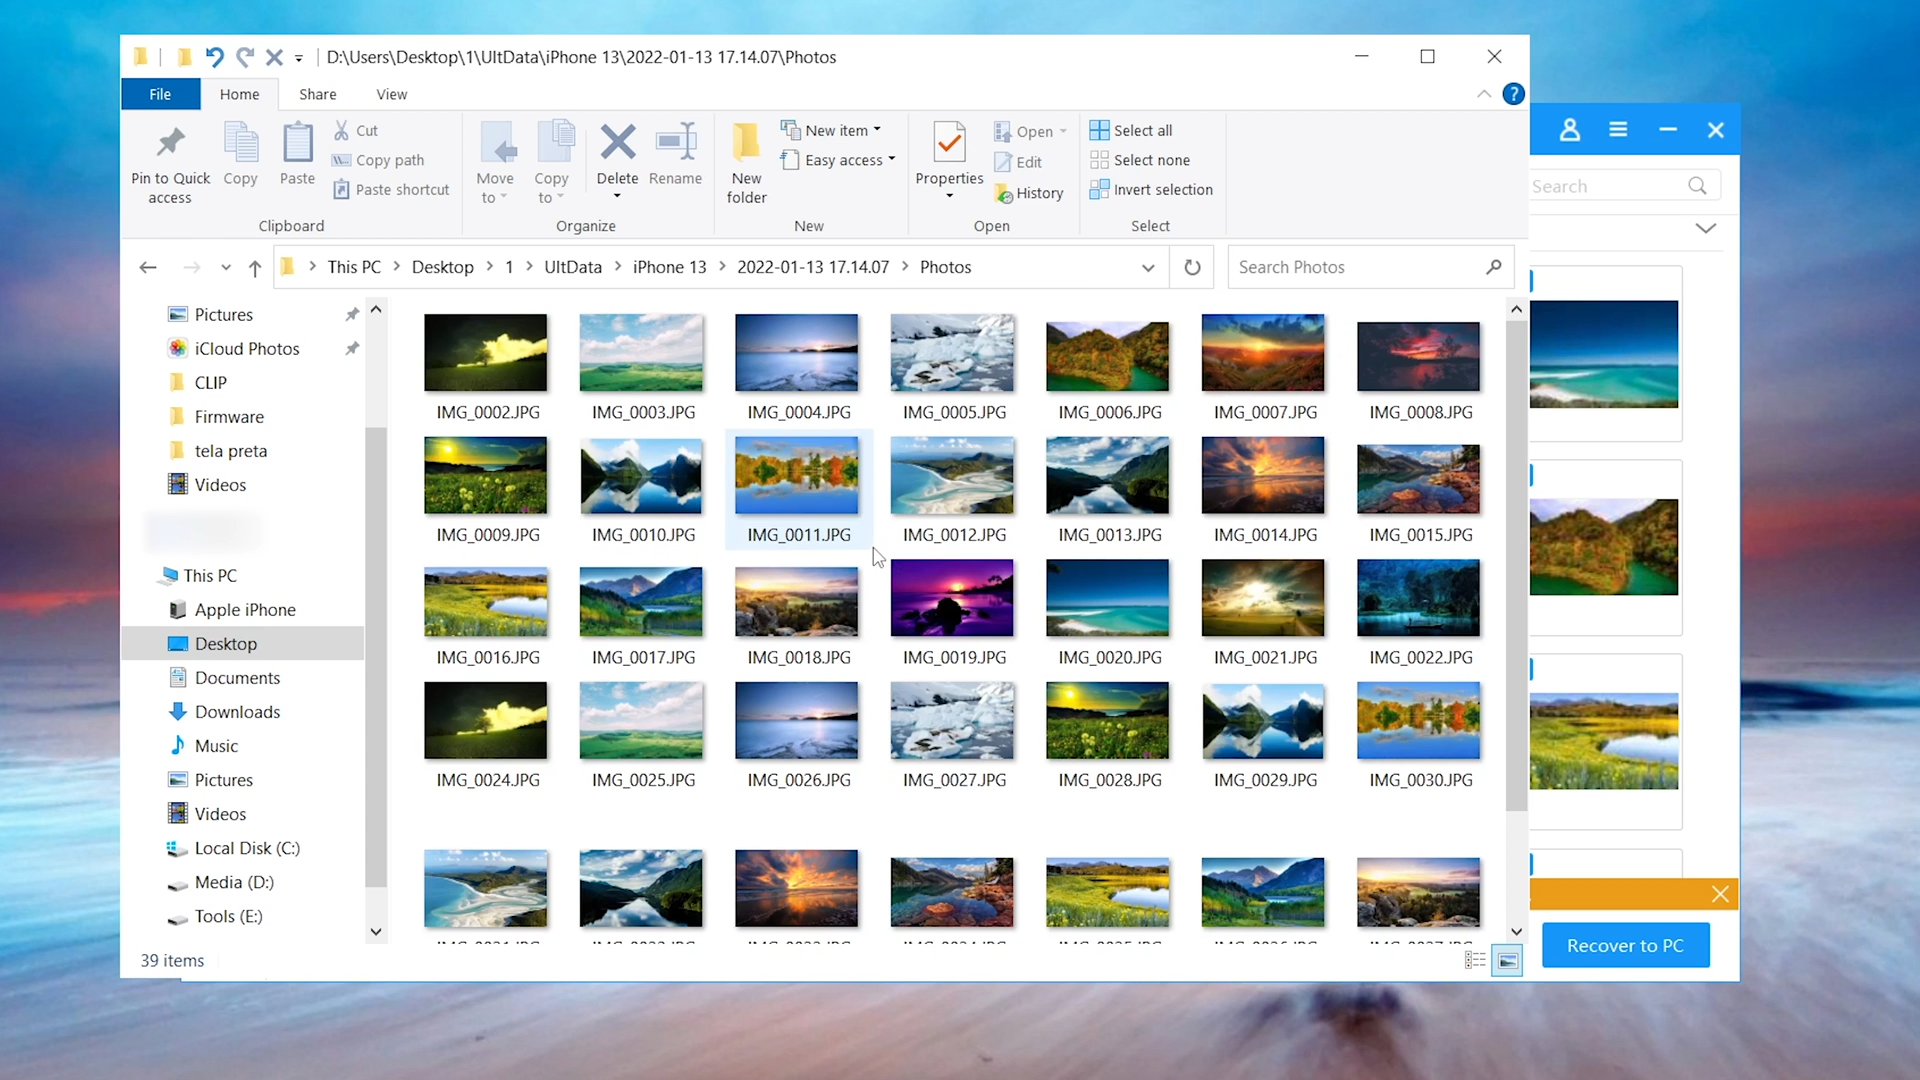 D:\Users\Desktop\1\UltData\iPhone 13\2022-01-13 17.14.07\Photos
File Home Share View
Pin to Quick access
Copy
Paste
Cut
Copy path
Paste shortcut
Clipboard
Move to
Copy to
Delete
Rename
Organize
New folder
New item
Easy access
New
Properties
Open
Edit
History
Open
Select all
Select none
Invert selection
Select
Search
This PC Desktop 1 UltData iPhone 13 2022-01-13 17.14.07 Photos
Search Photos
Pictures
iCloud Photos
CLIP
Firmware
tela preta
Videos
This PC
Apple iPhone
Desktop
Documents
Downloads
Music
Pictures
Videos
Local Disk (C:)
Media (D:)
Tools (E:)
IMG_0002.JPG IMG_0003.JPG IMG_0004.JPG IMG_0005.JPG IMG_0006.JPG IMG_0007.JPG IMG_0008.JPG
IMG_0009.JPG IMG_0010.JPG IMG_0011.JPG IMG_0012.JPG IMG_0013.JPG IMG_0014.JPG IMG_0015.JPG
IMG_0016.JPG IMG_0017.JPG IMG_0018.JPG IMG_0019.JPG IMG_0020.JPG IMG_0021.JPG IMG_0022.JPG
IMG_0024.JPG IMG_0025.JPG IMG_0026.JPG IMG_0027.JPG IMG_0028.JPG IMG_0029.JPG IMG_0030.JPG
39 items
Recover to PC